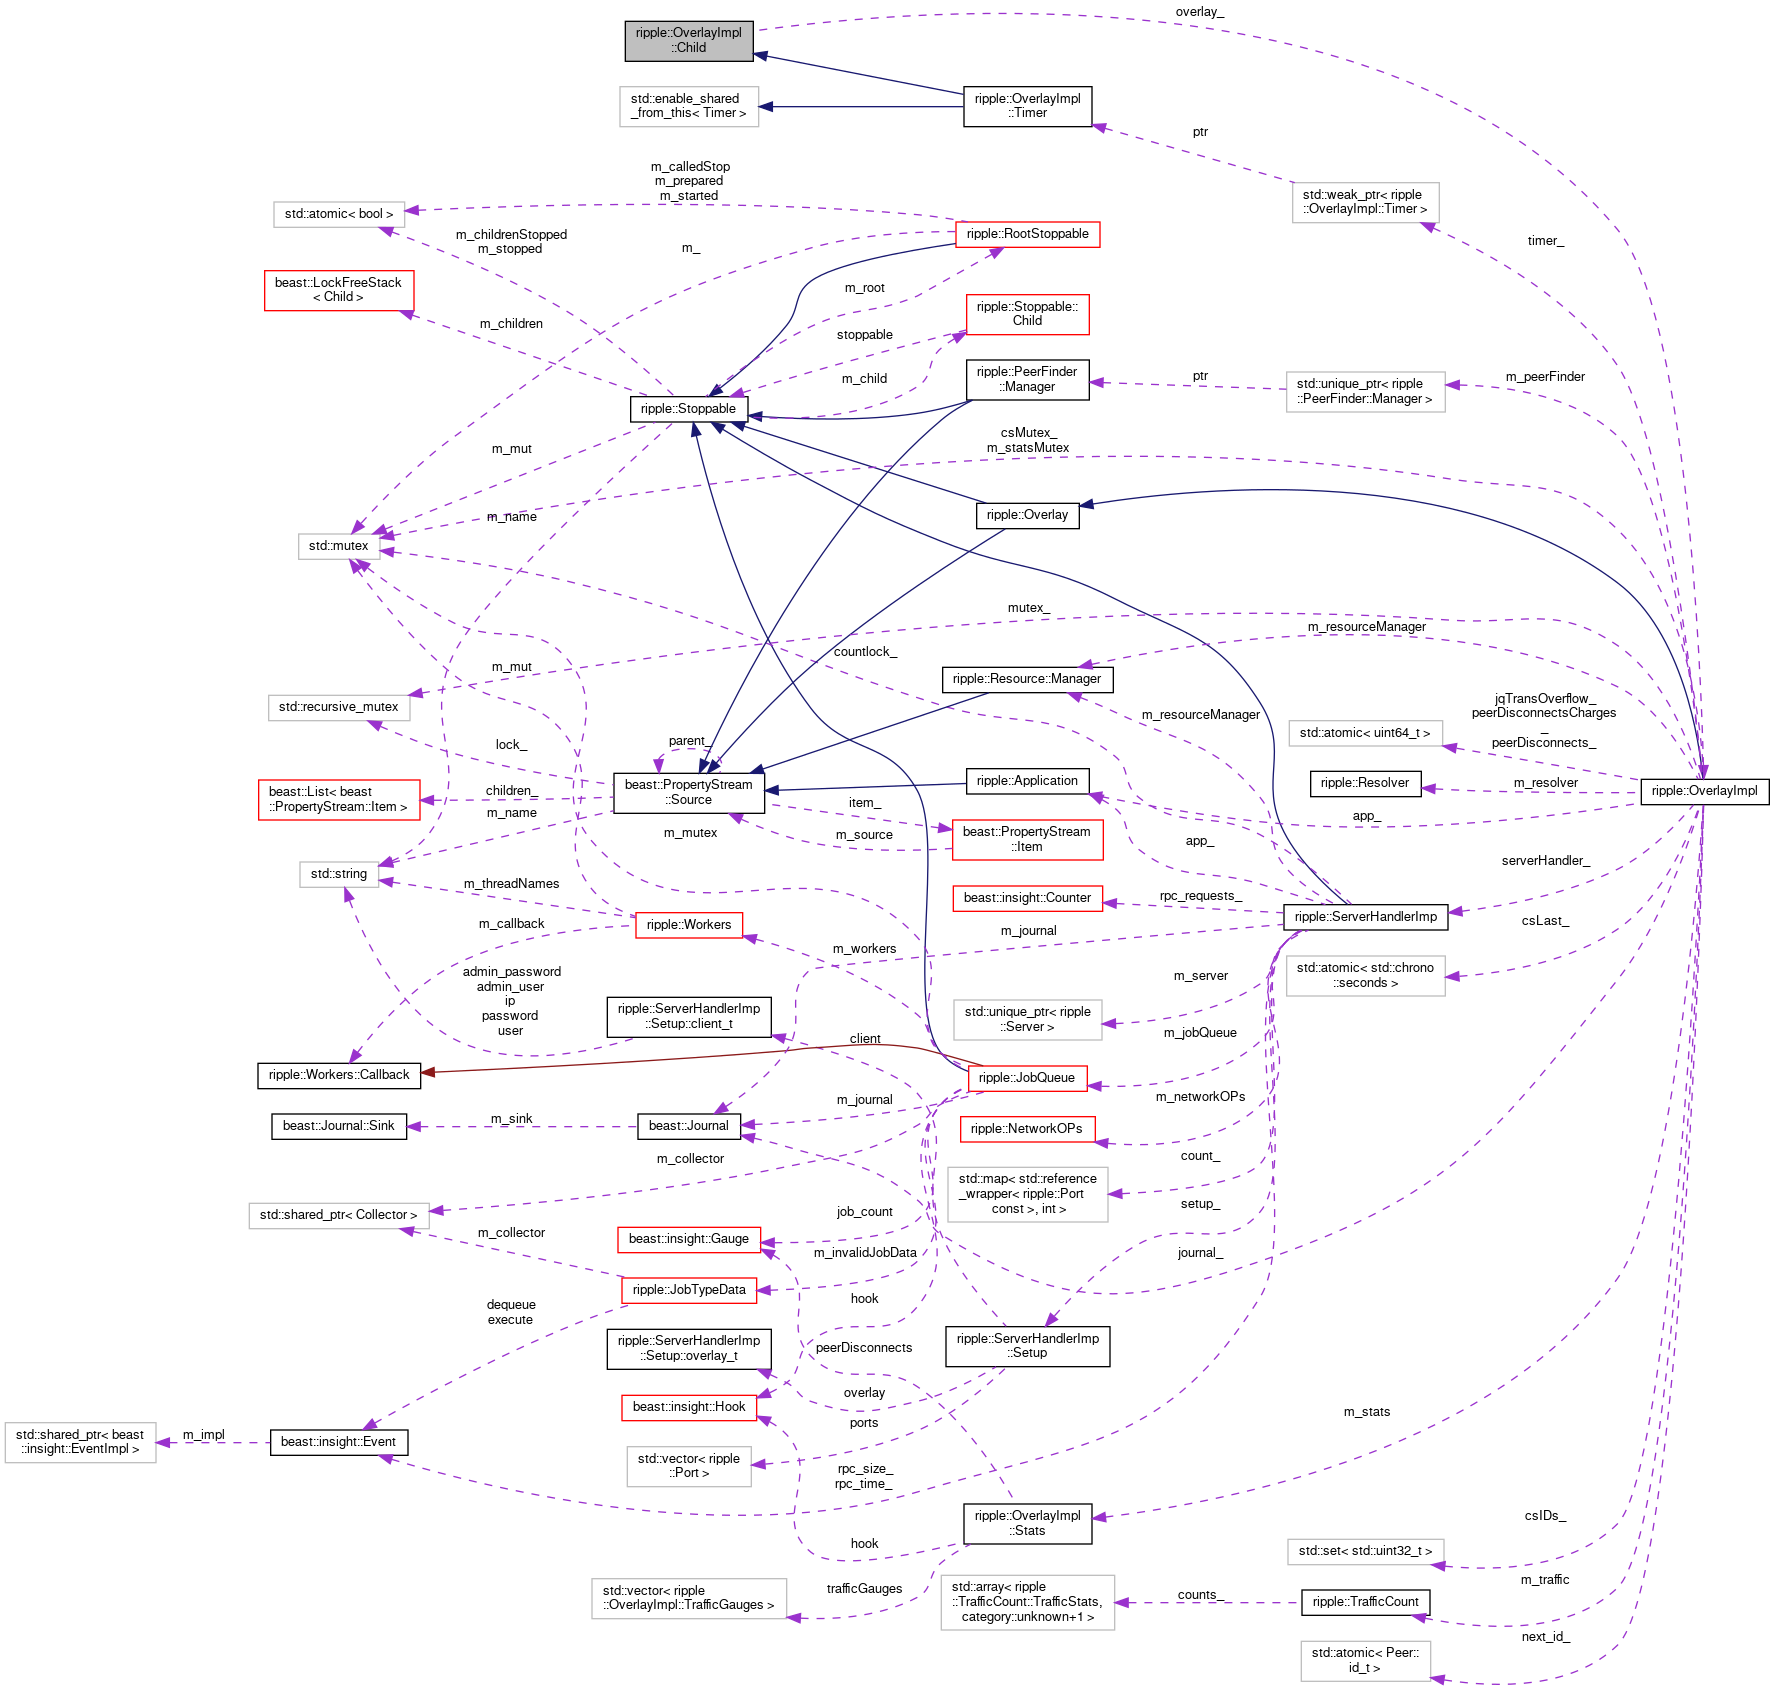 overlay_
ripple::OverlayImpl
::Child
std::enable_shared
_from_this< Timer >
ripple::OverlayImpl
::Timer
ptr
m_calledStop
m_prepared
m_started
std::weak_ptr< ripple
::OverlayImpl::Timer >
std::atomic< bool >
m_childrenStopped
m_stopped
m_
ripple::RootStoppable
timer_
beast::LockFreeStack
< Child >
m_root
m_children
stoppable
ripple::Stoppable::
Child
m_child
ripple::PeerFinder
::Manager
ptr
std::unique_ptr< ripple
::PeerFinder::Manager >
m_peerFinder
ripple::Stoppable
csMutex_
m_statsMutex
m_mut
m_name
ripple::Overlay
std::mutex
mutex_
m_resourceManager
countlock_
m_mut
ripple::Resource::Manager
std::recursive_mutex
m_resourceManager
jqTransOverflow_
peerDisconnectsCharges
_
peerDisconnects_
std::atomic< uint64_t >
lock_
parent_
beast::List< beast
::PropertyStream::Item >
children_
m_name
beast::PropertyStream
::Source
ripple::Application
ripple::Resolver
m_resolver
ripple::OverlayImpl
item_
m_source
m_mutex
beast::PropertyStream
::Item
app_
app_
serverHandler_
std::string
m_threadNames
m_callback
ripple::Workers
beast::insight::Counter
rpc_requests_
m_journal
ripple::ServerHandlerImp
csLast_
m_workers
admin_password
admin_user
ip
password
user
ripple::ServerHandlerImp
::Setup::client_t
m_server
std::unique_ptr< ripple
::Server >
std::atomic< std::chrono
::seconds >
m_jobQueue
client
ripple::Workers::Callback
ripple::JobQueue
m_journal
m_networkOPs
beast::Journal::Sink
m_sink
beast::Journal
ripple::NetworkOPs
m_collector
count_
std::map< std::reference
_wrapper< ripple::Port
const >, int >
setup_
std::shared_ptr< Collector >
m_collector
job_count
beast::insight::Gauge
m_invalidJobData
journal_
ripple::JobTypeData
hook
dequeue
execute
ripple::ServerHandlerImp
::Setup::overlay_t
peerDisconnects
ripple::ServerHandlerImp
::Setup
overlay
beast::insight::Hook
ports
m_stats
std::shared_ptr< beast
::insight::EventImpl >
m_impl
beast::insight::Event
std::vector< ripple
::Port >
rpc_size_
rpc_time_
ripple::OverlayImpl
::Stats
csIDs_
hook
std::set< std::uint32_t >
std::vector< ripple
::OverlayImpl::TrafficGauges >
trafficGauges
std::array< ripple
::TrafficCount::TrafficStats,
category::unknown+1 >
counts_
ripple::TrafficCount
m_traffic
next_id_
std::atomic< Peer::
id_t >